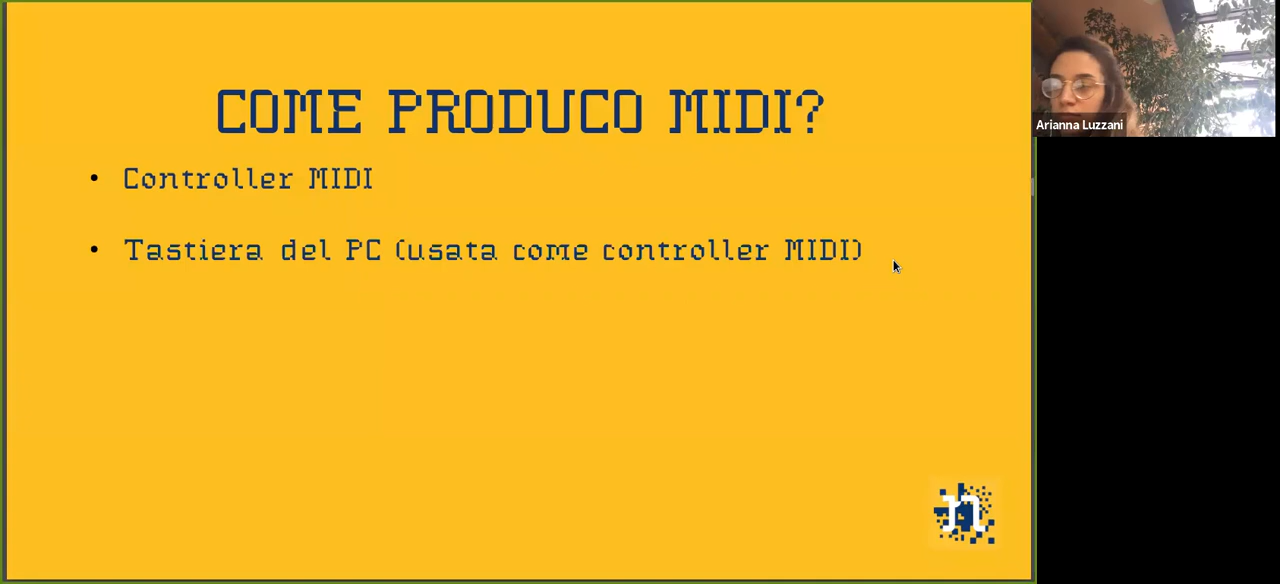 COME PRODUCO MIDI?
• Controller MIDI
• Tastiera del PC (usata come controller MIDI)
n
Arianna Luzzani